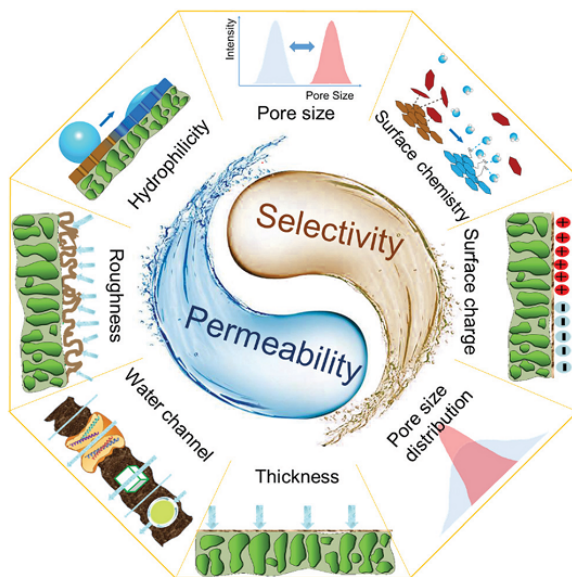 Intensity
Pore Size
Pore size
Surface chemistry
Surface charge
Pore size
distribution
Thickness
Water channel
Roughness
Hydrophilicity
Selectivity
Permeability
+
+
+
+
+
+
-
-
-
-
-